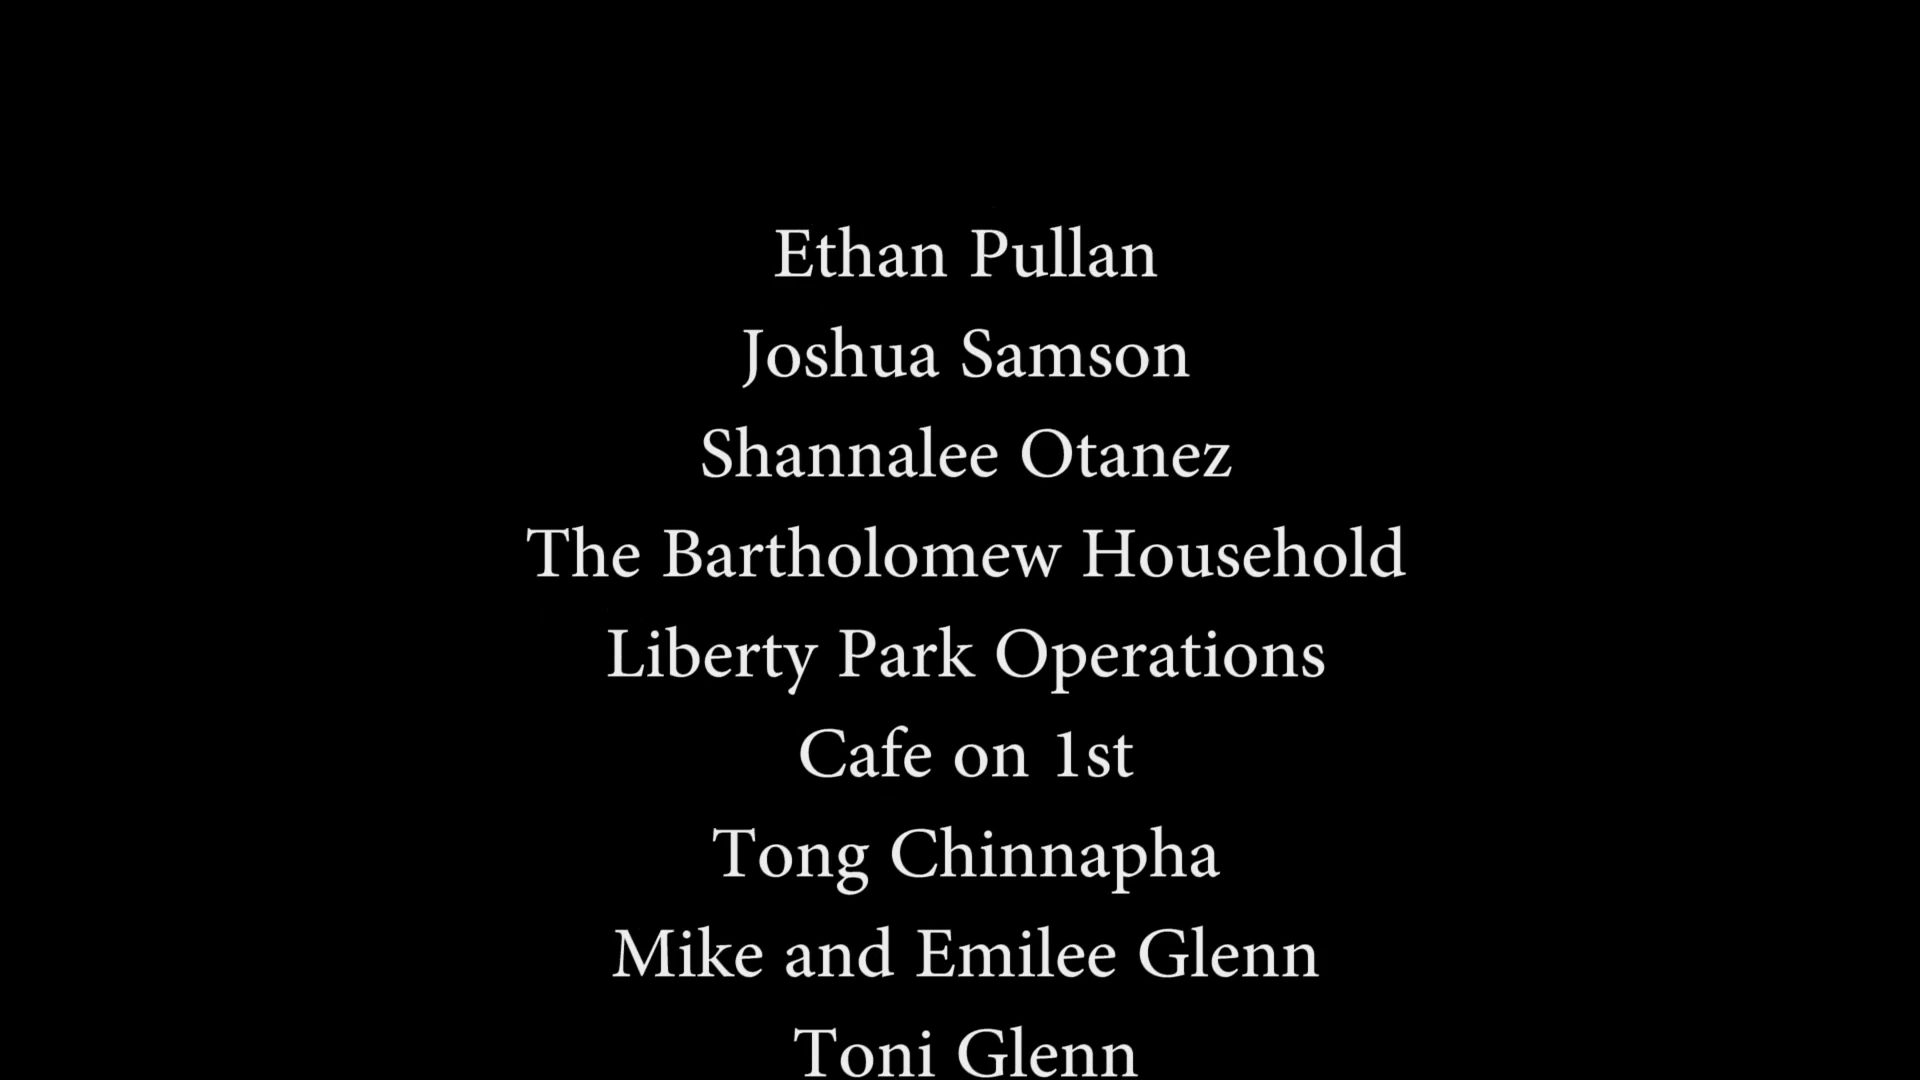 Ethan Pullan
Joshua Samson
Shannalee Otanez
The Bartholomew Household
Liberty Park Operations
Cafe on 1st
Tong Chinnapha
Mike and Emilee Glenn
Toni Glenn